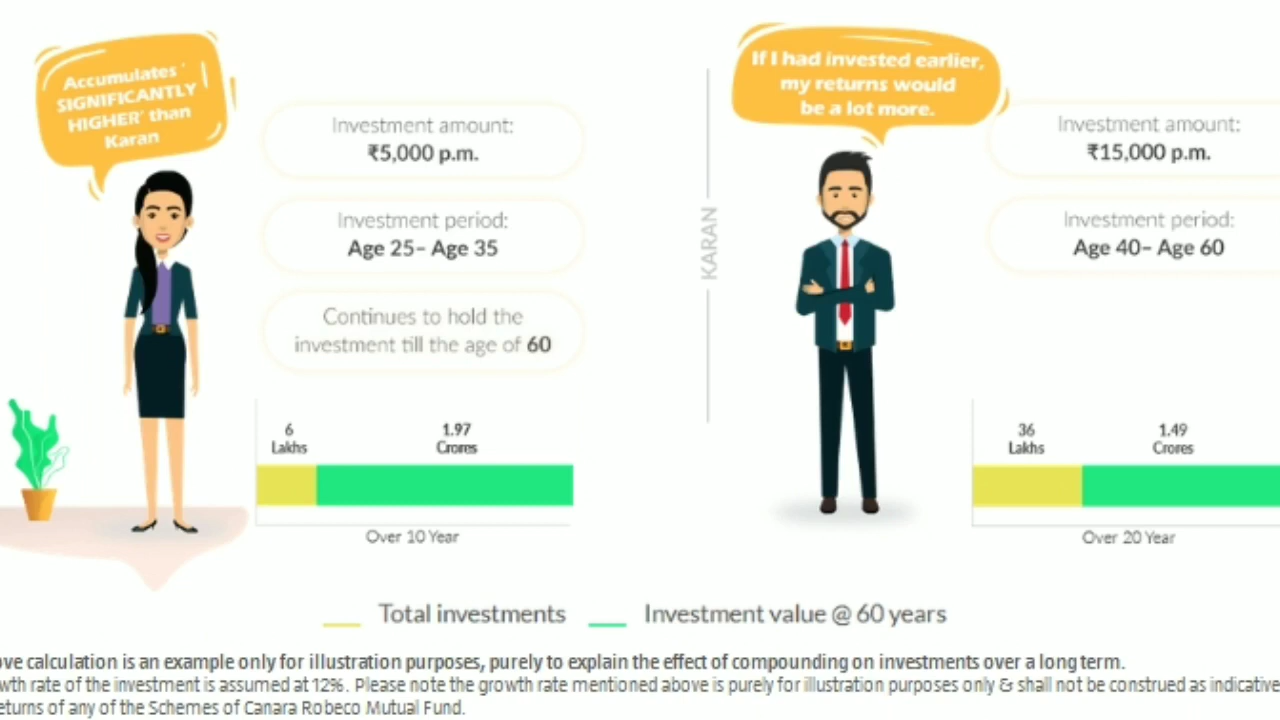 Accumulates '
SIGNIFICANTLY
HIGHER' than
Karan
Investment amount:
₹5,000 p.m.
Investment period:
Age 25– Age 35
Continues to hold the
investment till the age of 60
6
Lakhs
1.97
Crores
Over 10 Year
KARAN
If I had invested earlier,
my returns would
be a lot more.
Investment amount:
₹15,000 p.m.
Investment period:
Age 40– Age 60
36
Lakhs
1.49
Crores
Over 20 Year
Total investments
Investment value @ 60 years
ove calculation is an example only for illustration purposes, purely to explain the effect of compounding on investments over a long term.
wth rate of the investment is assumed at 12%. Please note the growth rate mentioned above is purely for illustration purposes only & shall not be construed as indicative
eturns of any of the Schemes of Canara Robeco Mutual Fund.